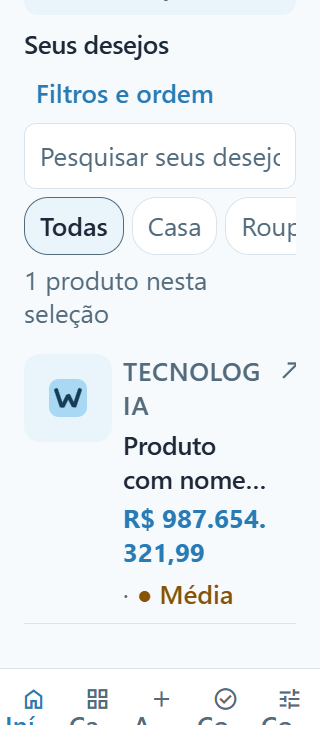 Seus desejos
Filtros e ordem
Pesquisar seus desejo
Todas
Casa
Roup
1 produto nesta
seleção
TECNOLOG
IA
W
Produto
com nome...
R$ 987.654.
321,99
· Média